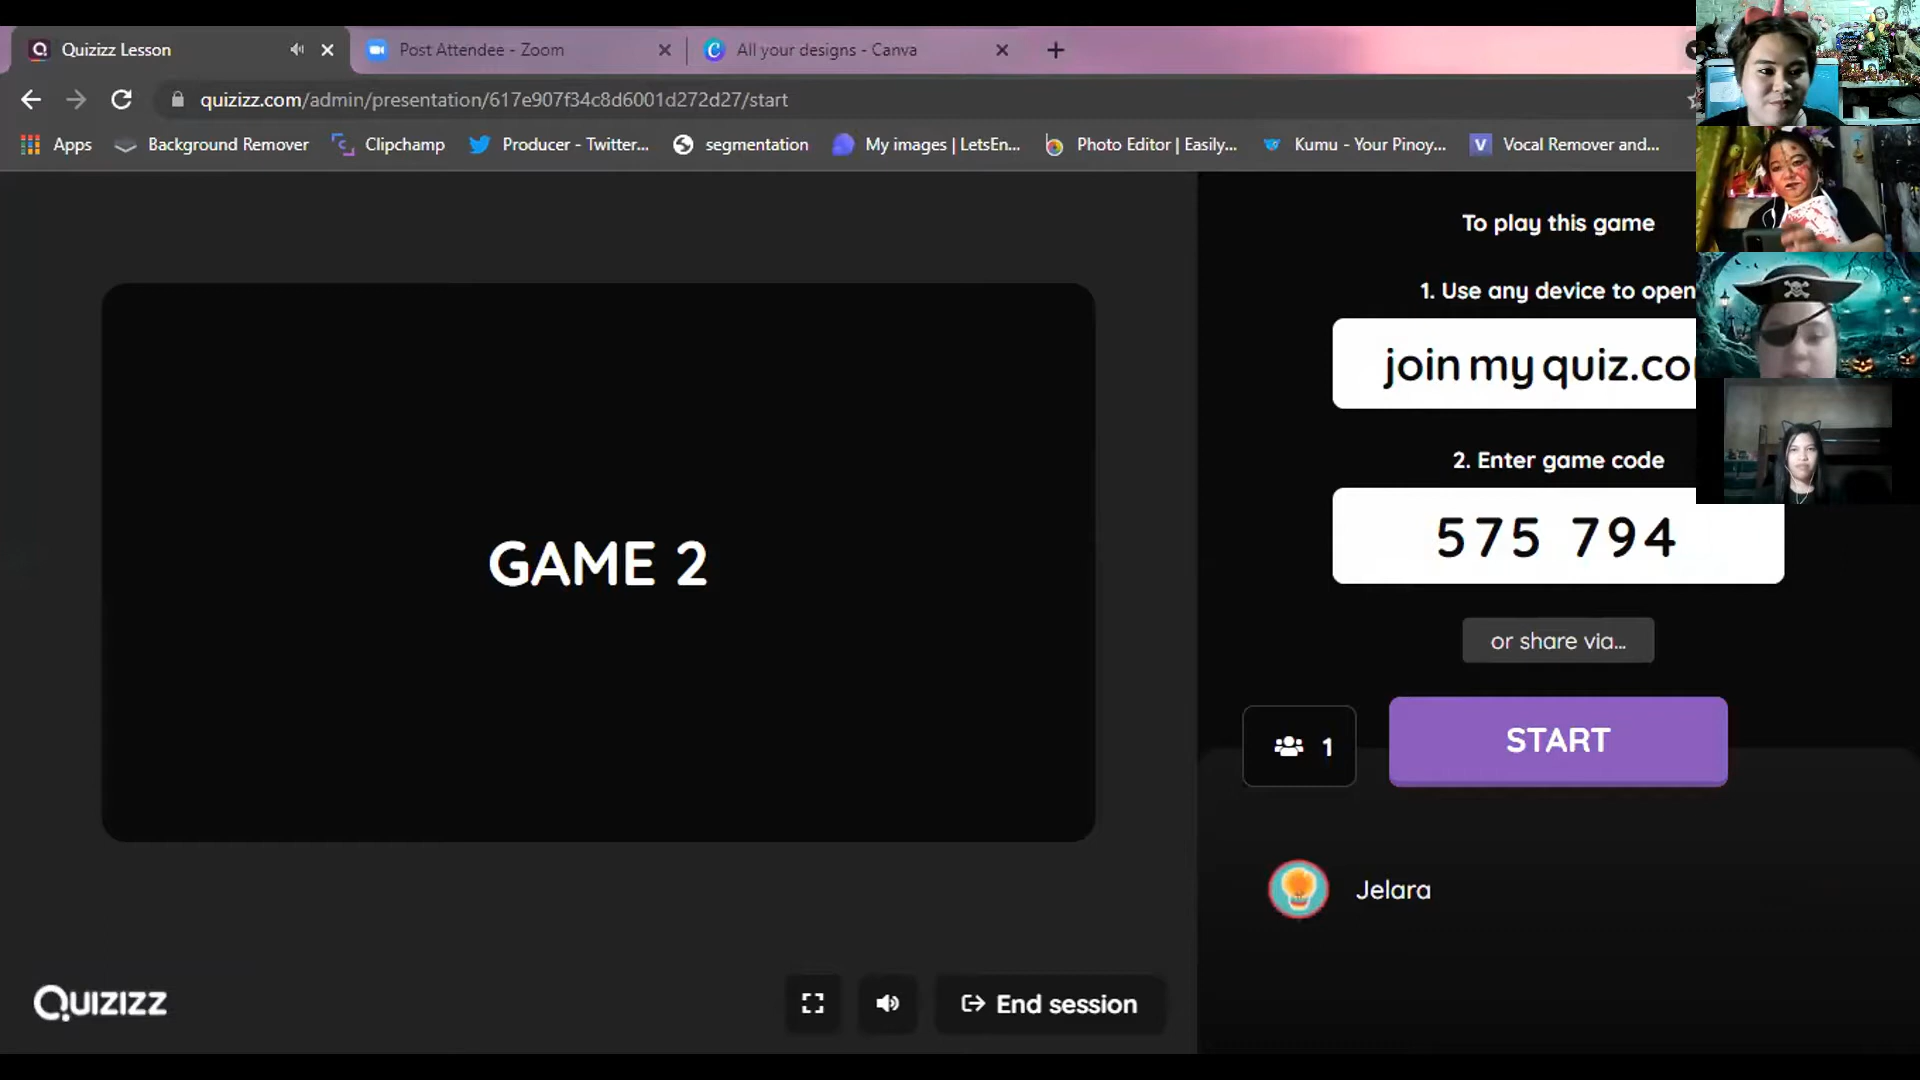 Quizizz Lesson
Post Attendee - Zoom
All your designs - Canva
quizizz.com/admin/presentation/617e907f34c8d6001d272d27/start
Apps
Background Remover
Clipchamp
Producer - Twitter...
segmentation
My images | LetsEn...
Photo Editor | Easily...
Kumu - Your Pinoy...
Vocal Remover and...
To play this game
1. Use any device to open
joinmyquiz.co
2. Enter game code
575 794
or share via...
1
START
GAME 2
Jelara
Quizizz
End session